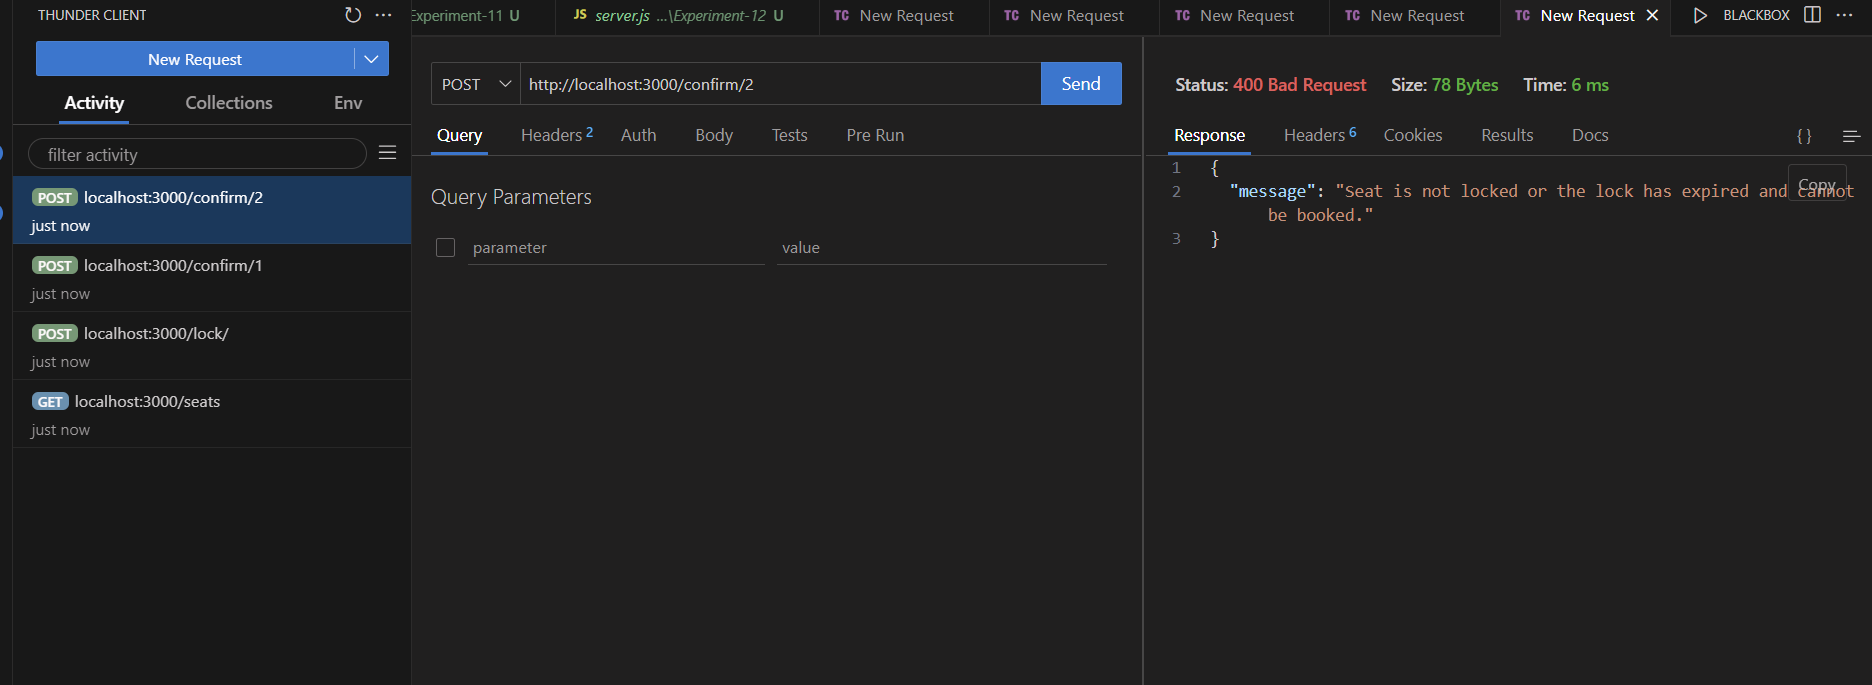 THUNDER CLIENT
New Request
Activity Collections Env
filter activity
POST localhost:3000/confirm/2
just now
POST localhost:3000/confirm/1
just now
POST localhost:3000/lock/
just now
GET localhost:3000/seats
just now
Experiment-11 U
JS server.js ...\Experiment-12 U
TC New Request
TC New Request
TC New Request
TC New Request
TC New Request
BLACKBOX
POST http://localhost:3000/confirm/2 Send
Query Headers 2 Auth Body Tests Pre Run
Query Parameters
parameter value
Status: 400 Bad Request Size: 78 Bytes Time: 6 ms
Response Headers 6 Cookies Results Docs {}
Copy
1 {
2 "message": "Seat is not locked or the lock has expired and cannot
be booked."
3 }